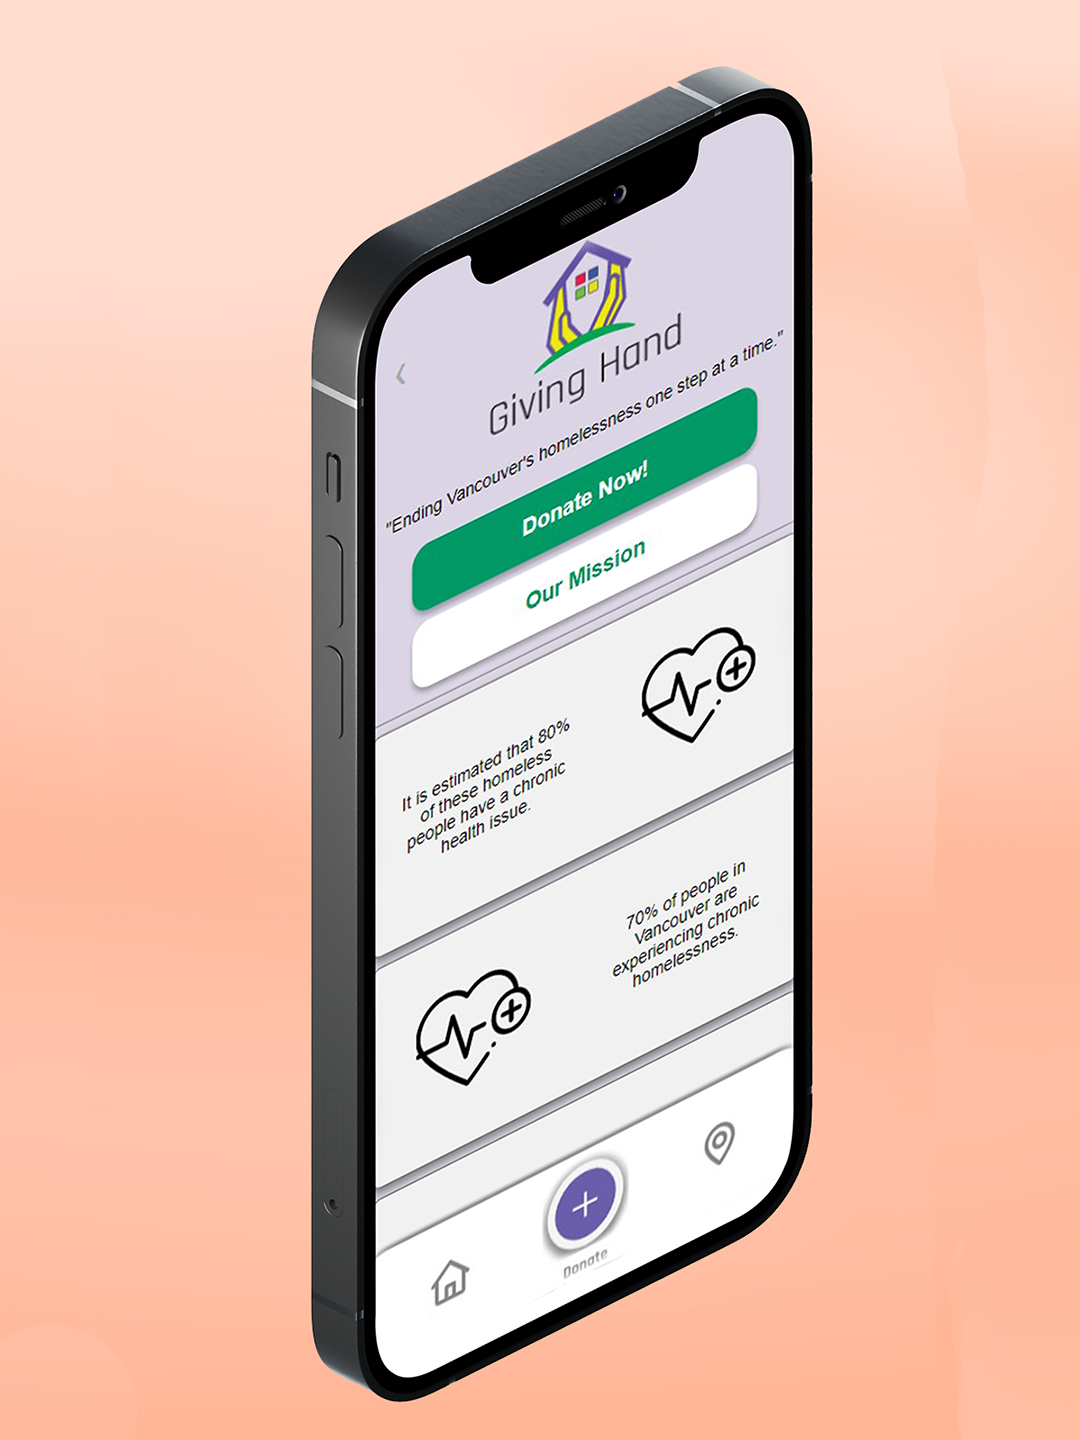 Giving Hand
"Ending Vancouver's homelessness one step at a time."
Donate Now!
Our Mission
It is estimated that 80%
of these homeless
people have a chronic
health issue.
70% of people in
Vancouver are
experiencing chronic
homelessness.
Donate